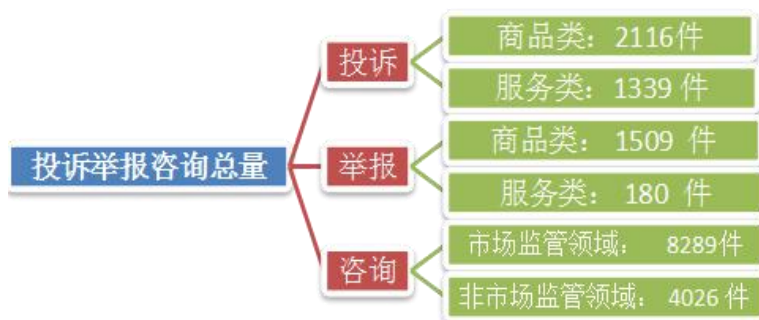 投诉举报咨询总量
投诉
商品类：2116件
服务类：1339 件
举报
商品类：1509 件
服务类：180 件
咨询
市场监管领域： 8289件
非市场监管领域：4026 件